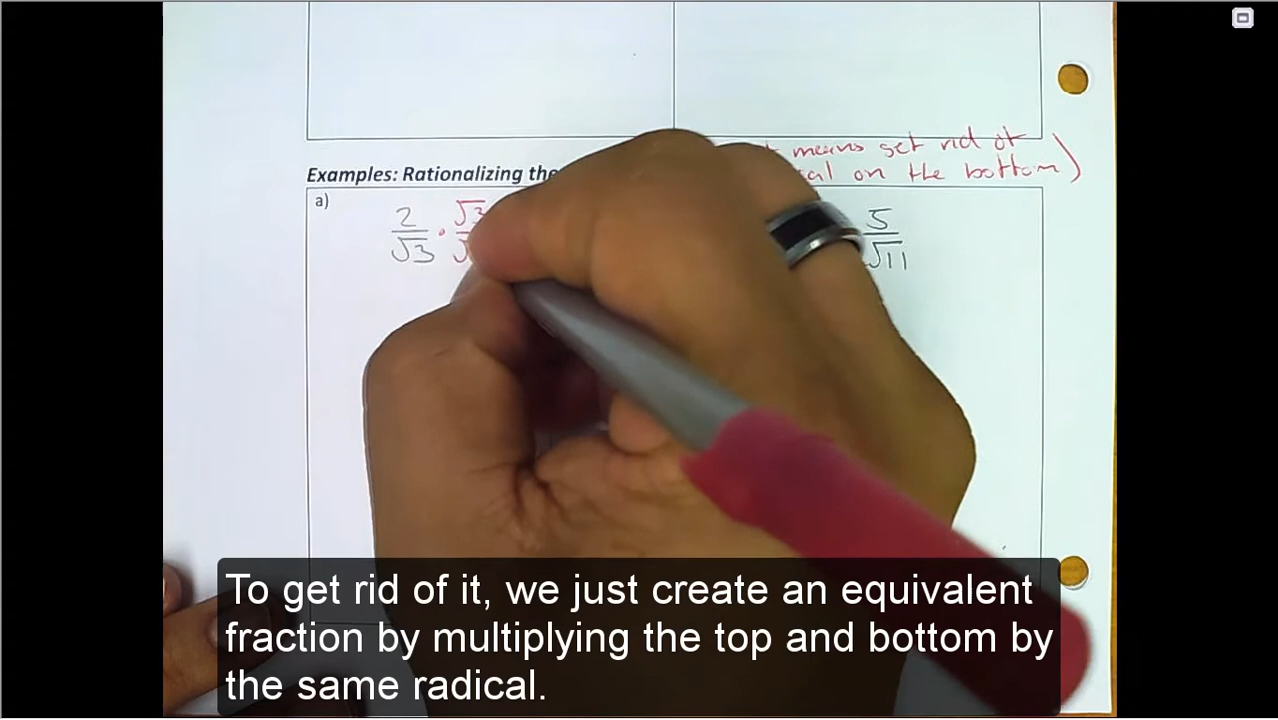 means get rid of
on the bottom)
Examples: Rationalizing the
a)
2 √3 5
√3 · √ √11
To get rid of it, we just create an equivalent
fraction by multiplying the top and bottom by
the same radical.